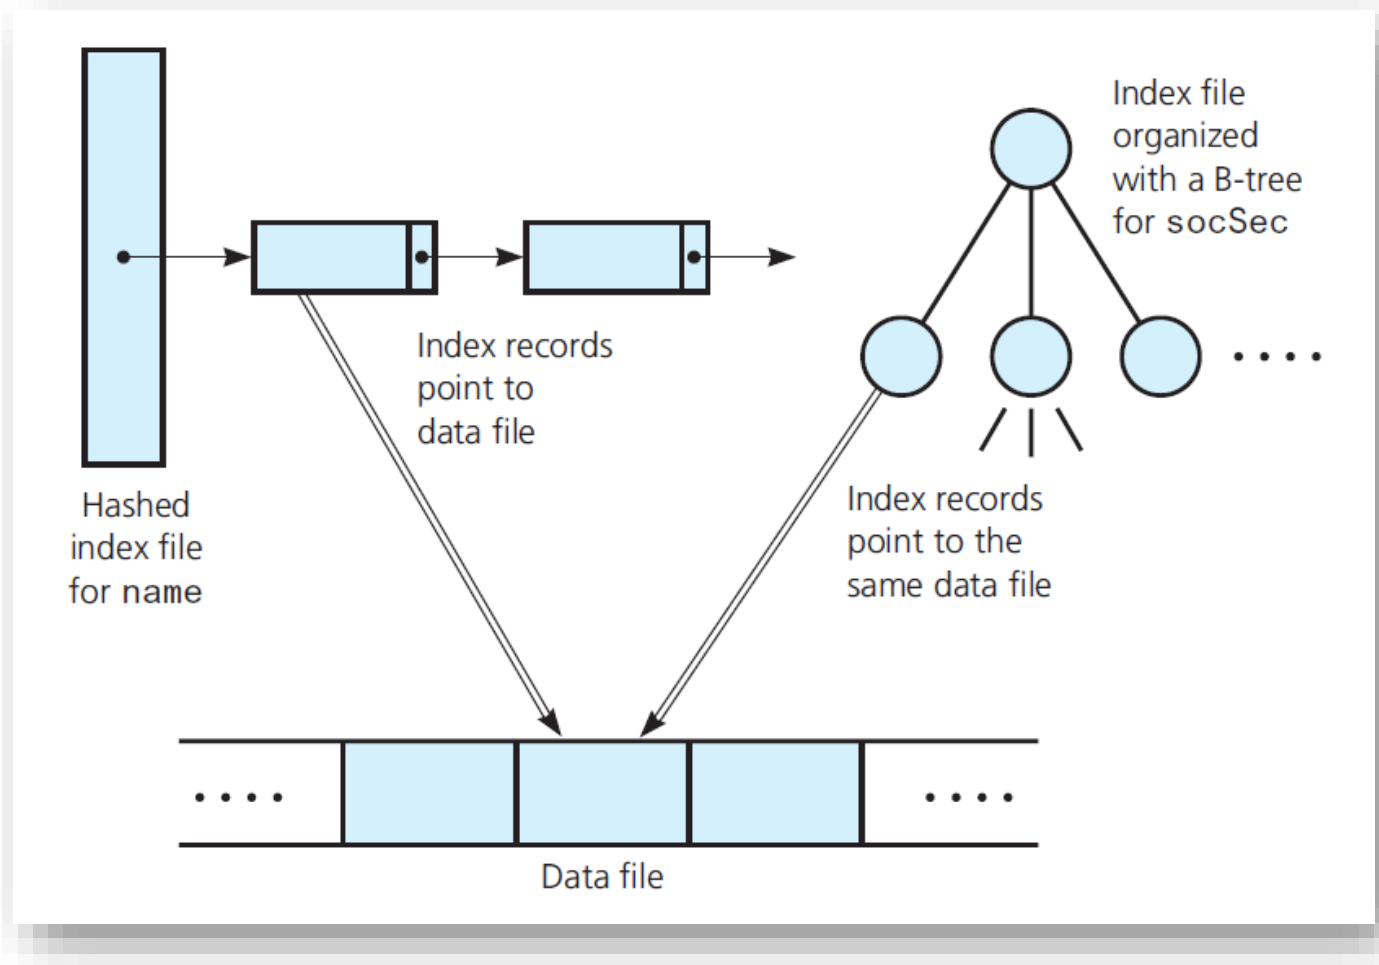 Index file
organized
with a B-tree
for socSec
Index records
point to
data file
Hashed
index file
for name
Index records
point to the
same data file
Data file